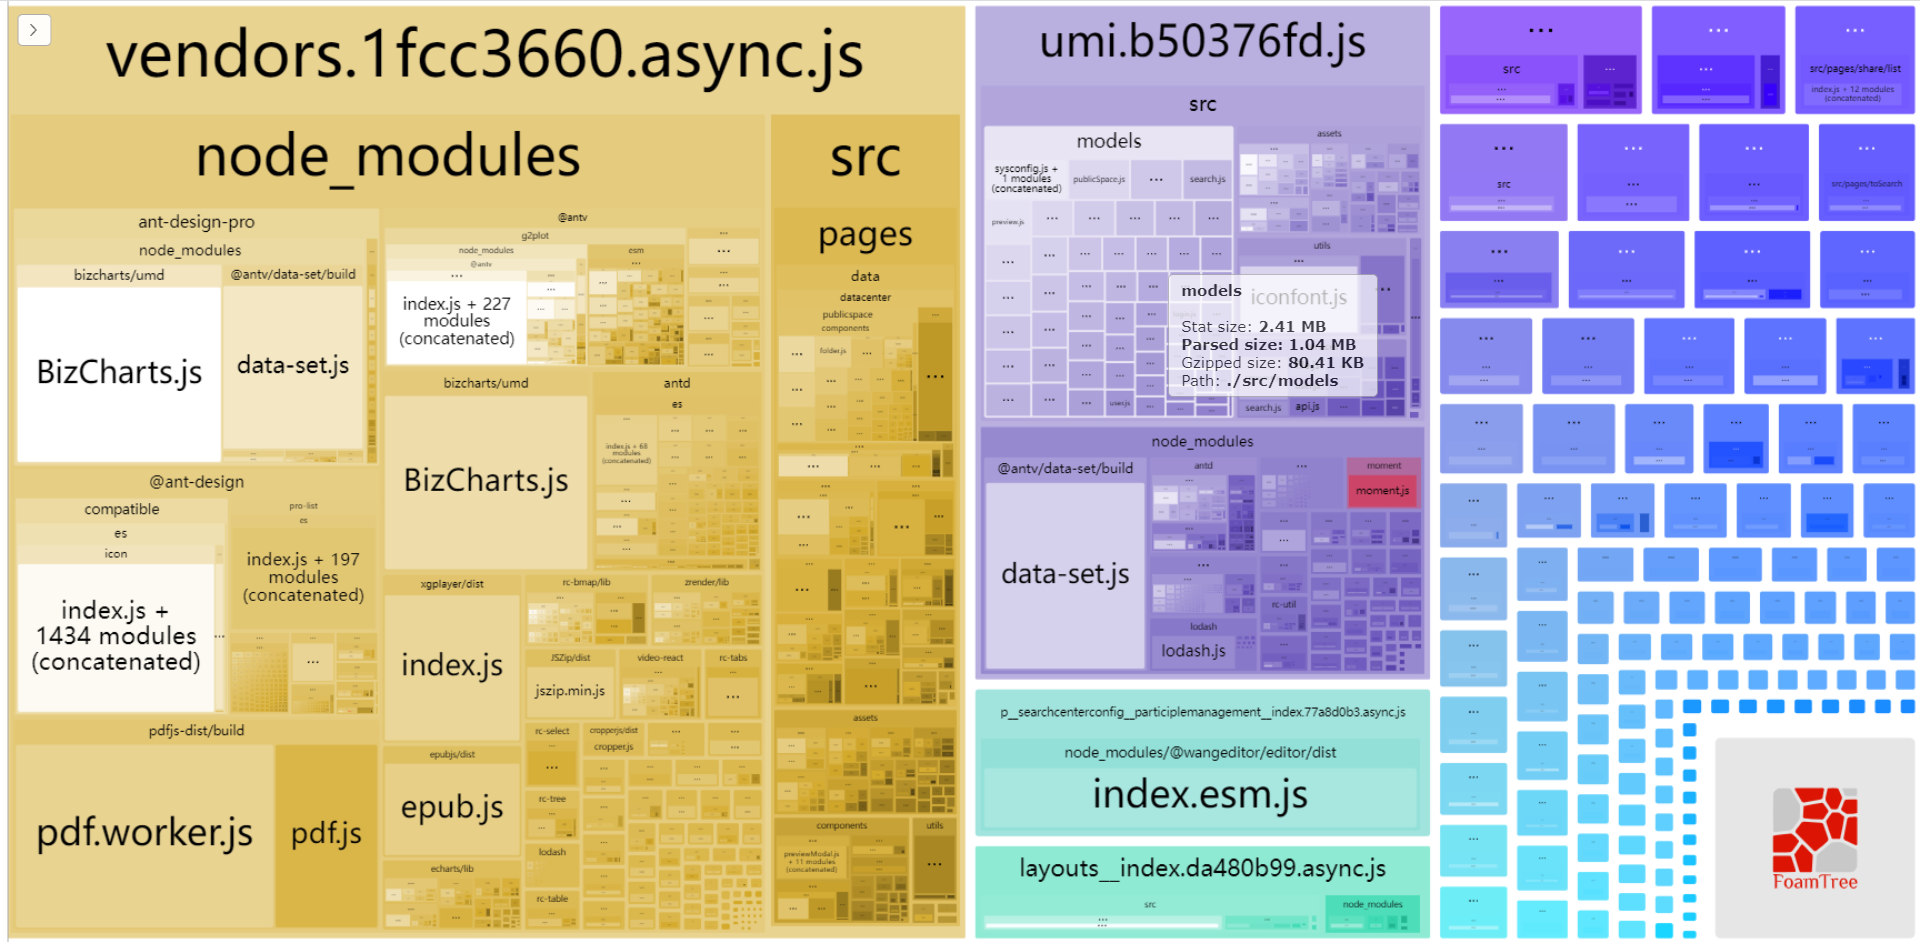 vendors.1fcc3660.async.js
node_modules
ant-design-pro
node_modules
bizcharts/umd
BizCharts.js
@antv/data-set/build
data-set.js
@ant-design
compatible
es
icon
index.js +
1434 modules
(concatenated)
pro-list
es
index.js + 197
modules
(concatenated)
pdfjs-dist/build
pdf.worker.js
pdf.js
@antv
g2plot
node_modules
@antv
index.js + 227
modules
(concatenated)
esm
bizcharts/umd
BizCharts.js
antd
es
index.js + 68
modules
(concatenated)
xgplayer/dist
index.js
rc-bmap/lib
zrender/lib
JSZip/dist
jszip.min.js
video-react
rc-tabs
rc-select
cropperjs/dist
cropper.js
epubjs/dist
epub.js
rc-tree
lodash
rc-table
echarts/lib
src
pages
data
datacenter
publicspace
components
folder.js
assets
components
previewModal.js
+ 11 modules
(concatenated)
utils
umi.b50376fd.js
src
models
sysconfig.js +
1 modules
(concatenated)
publicSpace.js
search.js
preview.js
user.js
assets
utils
iconfont.js
search.js
api.js
models
Stat size: 2.41 MB
Parsed size: 1.04 MB
Gzipped size: 80.41 KB
Path: ./src/models
node_modules
@antv/data-set/build
data-set.js
antd
moment
moment.js
lodash
lodash.js
rc-util
p__searchcenterconfig__participlemanagement__index.77a8d0b3.async.js
node_modules/@wangeditor/editor/dist
index.esm.js
layouts__index.da480b99.async.js
src
node_modules
src
src/pages/share/list
index.js + 12 modules
(concatenated)
src
src/pages/toSearch
FoamTree